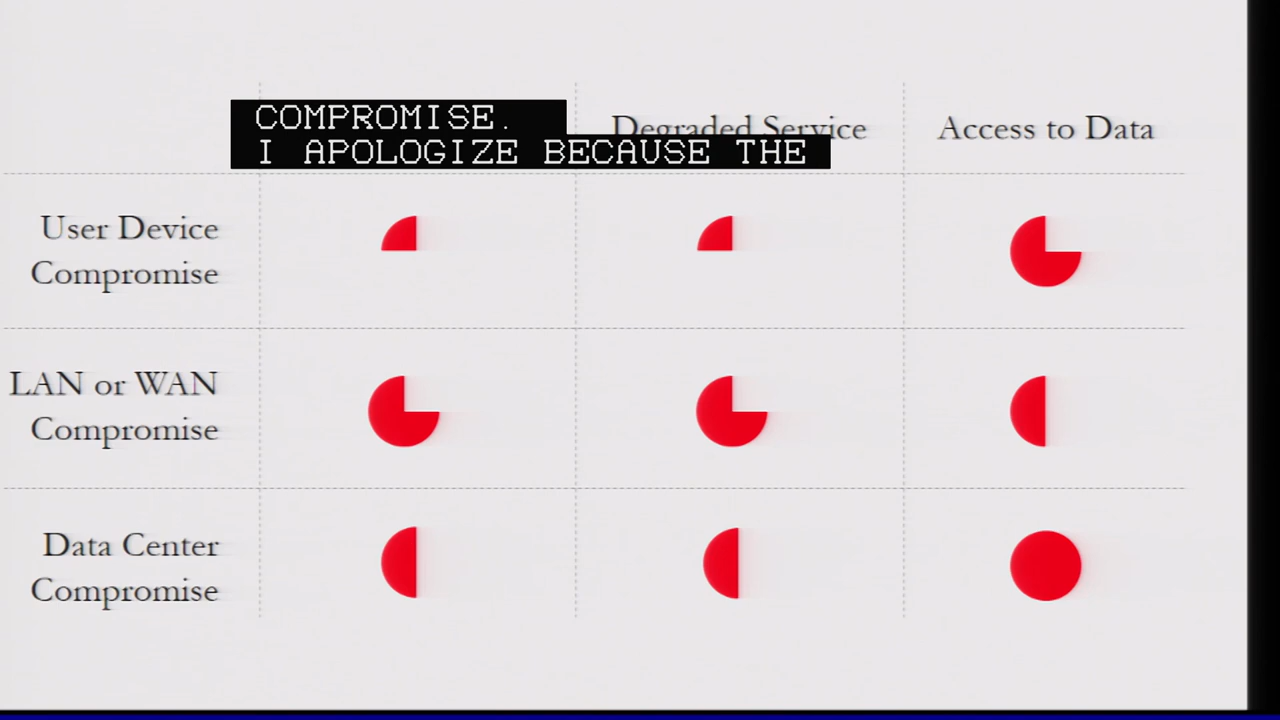 COMPROMISE.
I APOLOGIZE BECAUSE THE
Degraded Service
Access to Data
User Device
Compromise
LAN or WAN
Compromise
Data Center
Compromise